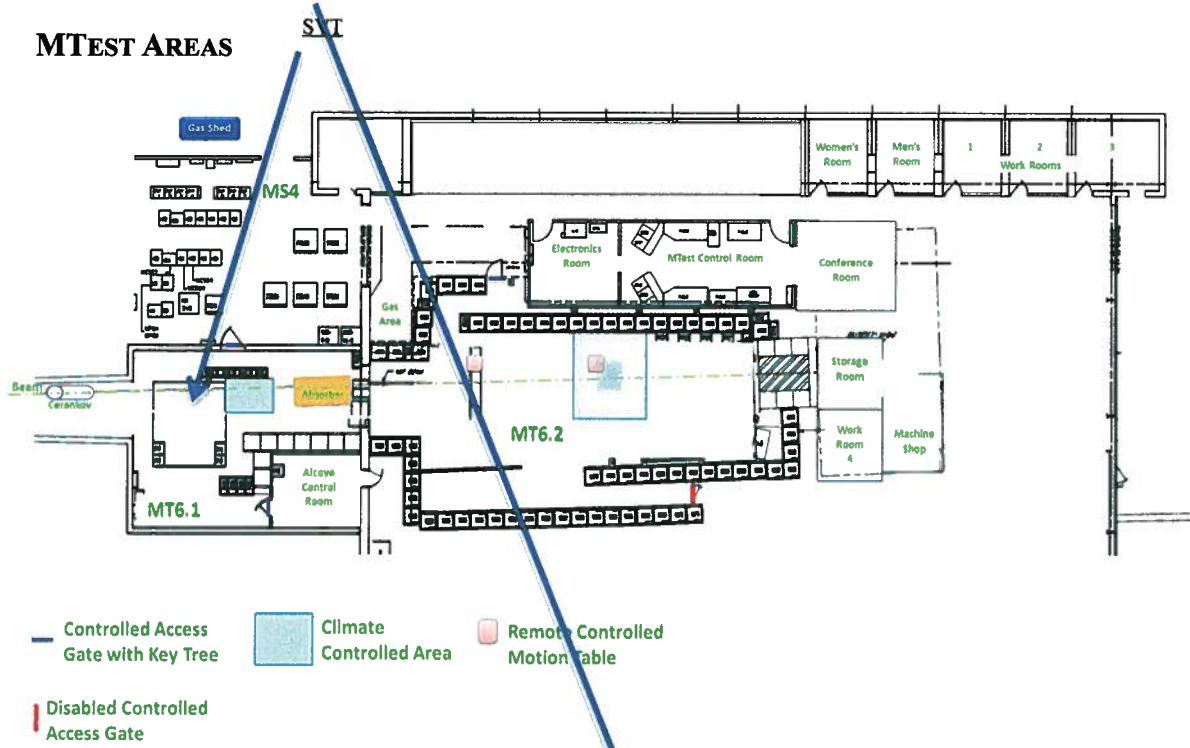 SVT
MTEST AREAS
Gas Shed
MS4
Women's
Room
Men's
Room
1
2
3
Work Rooms
Electronics
Room
MTest Control Room
Conference
Room
Gas
Area
Beam
Cerenkov
Absorber
Storage
Room
MT6.2
Work
Room
4
Machine
Shop
Alcove
Control
Room
MT6.1
Controlled Access
Gate with Key Tree
Climate
Controlled Area
Remote Controlled
Motion Table
Disabled Controlled
Access Gate